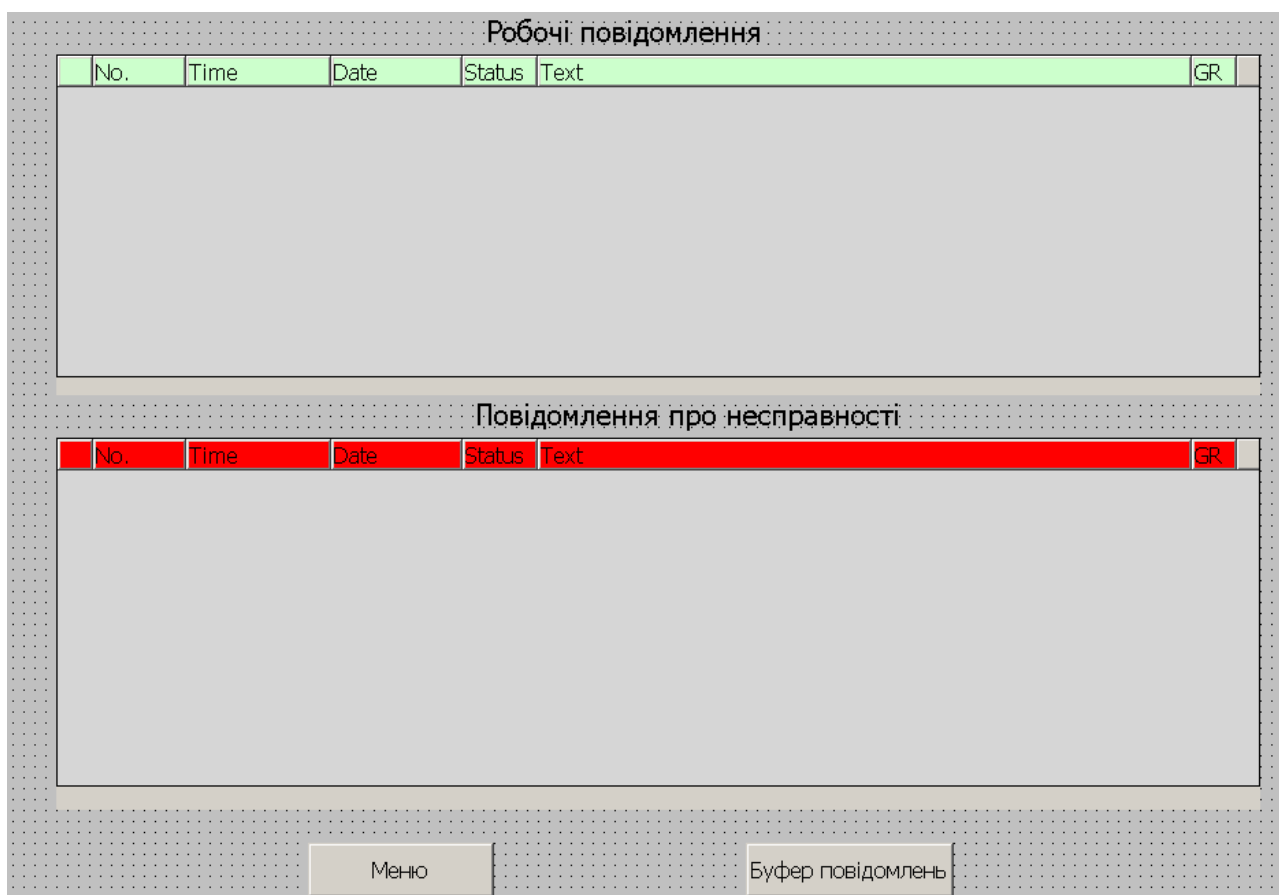 Робочі повідомлення
No. Time Date Status Text GR
Повідомлення про несправності
No. Time Date Status Text GR
Меню Буфер повідомлень